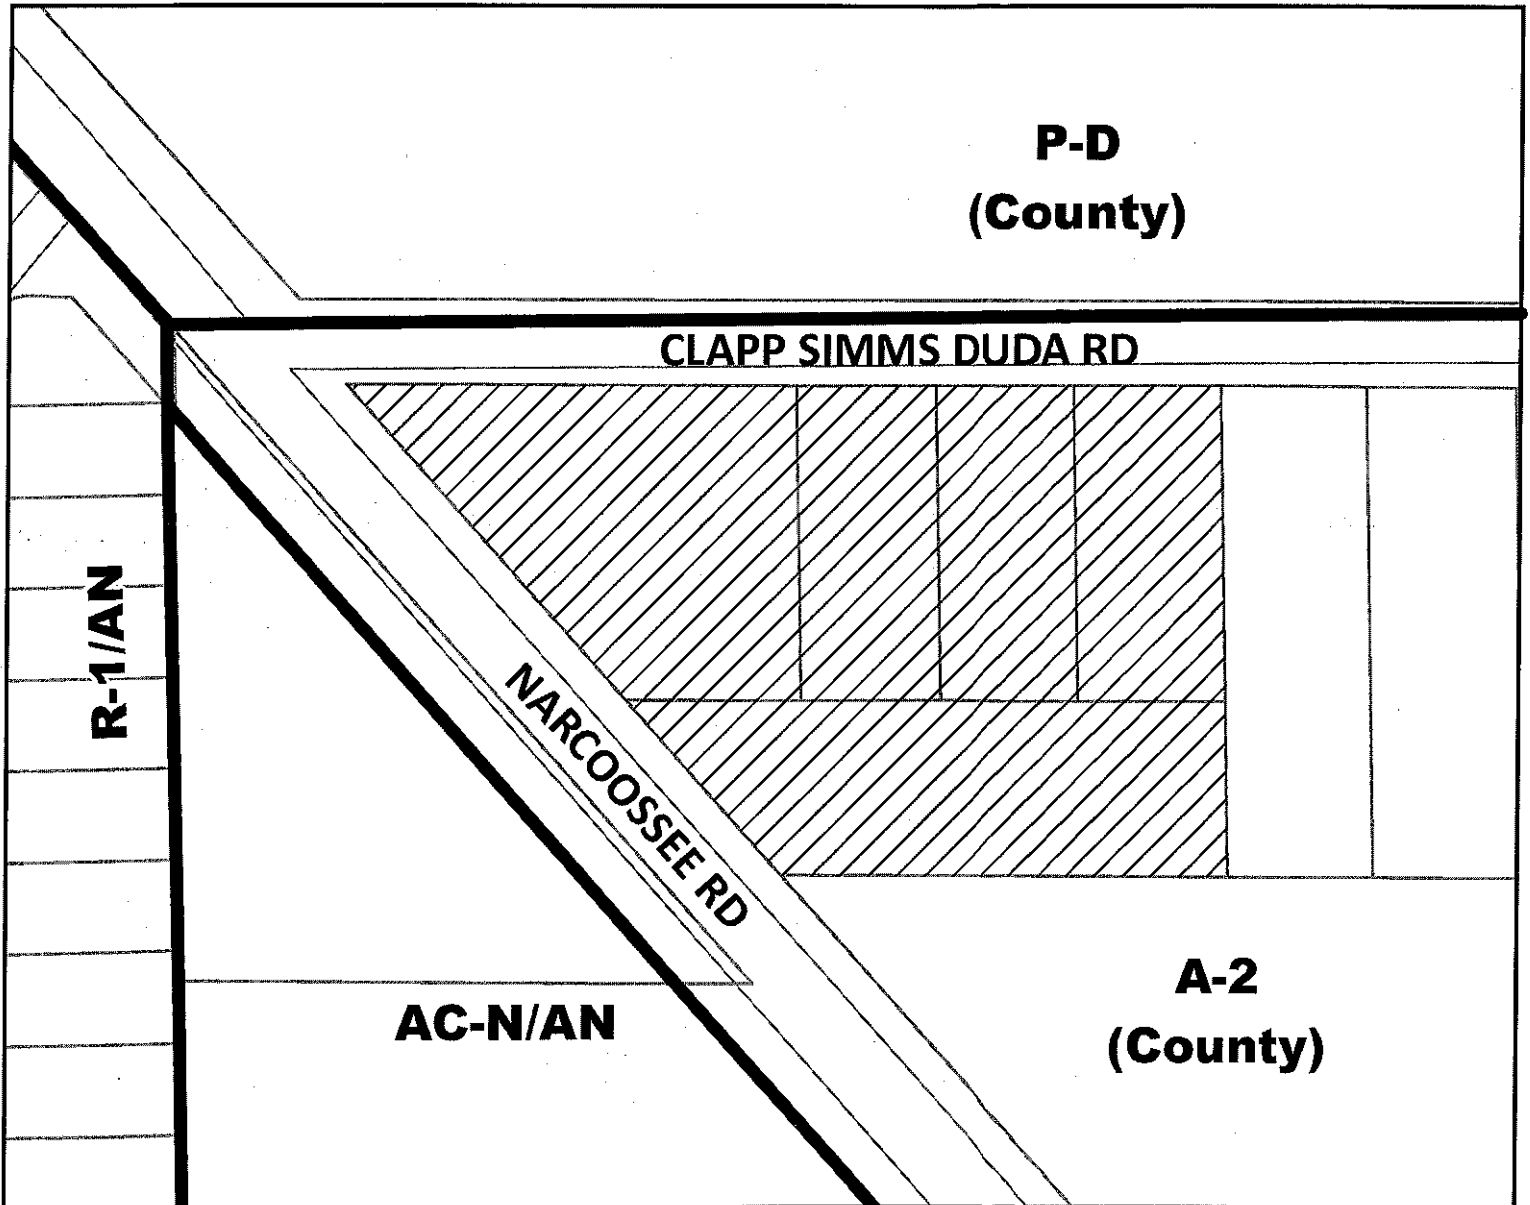 P-D
(County)
CLAPP SIMMS DUDA RD
R-1/AN
NARCOOSSEE RD
A-2
(County)
AC-N/AN